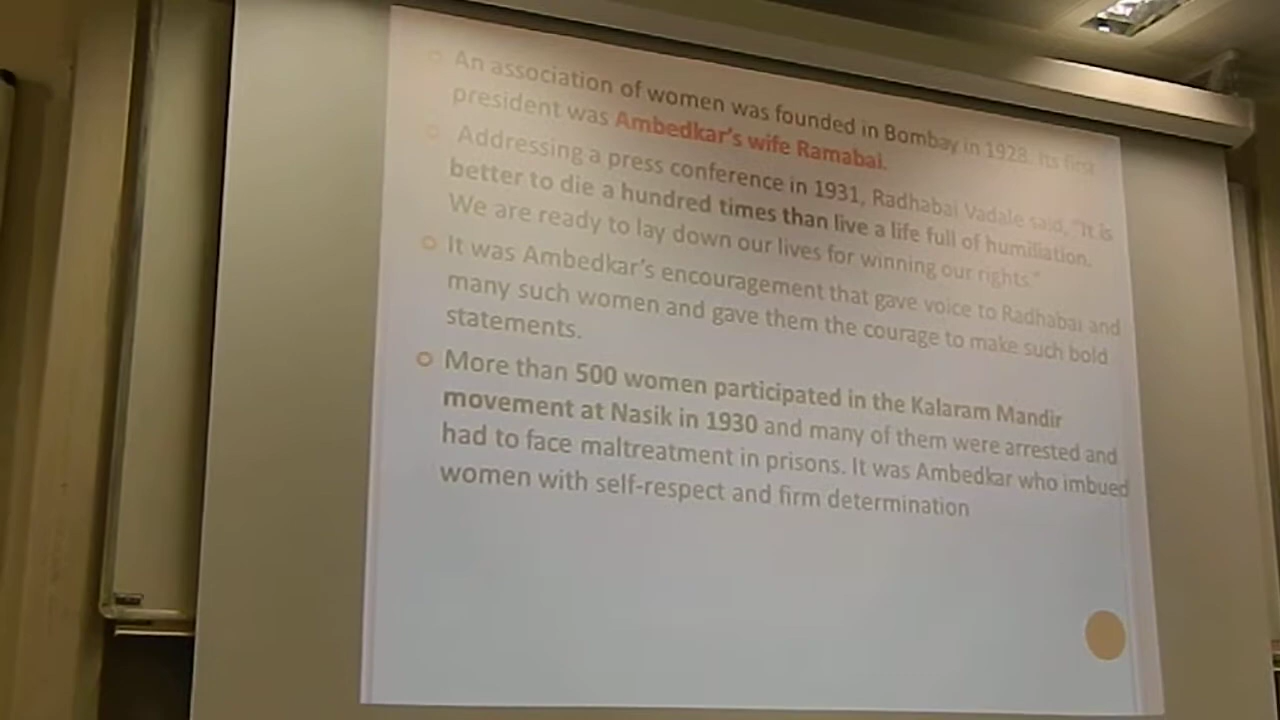 An association of women was founded in Bombay in 1928. Its first
president was Ambedkar's wife Ramabai.
Addressing a press conference in 1931, Radhabai Vadale said, "It is
better to die a hundred times than live a life full of humiliation.
We are ready to lay down our lives for winning our rights."
It was Ambedkar's encouragement that gave voice to Radhabai and
many such women and gave them the courage to make such bold
statements.
More than 500 women participated in the Kalaram Mandir
movement at Nasik in 1930 and many of them were arrested and
had to face maltreatment in prisons. It was Ambedkar who imbued
women with self-respect and firm determination